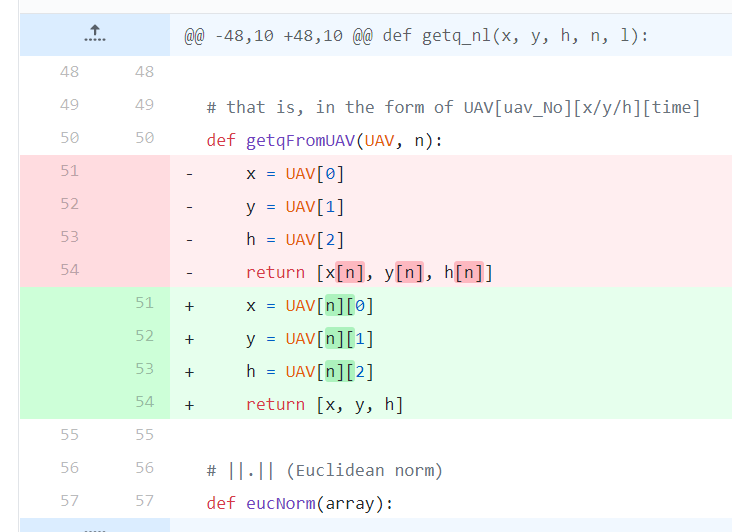 @@ -48,10 +48,10 @@ def getq_nl(x, y, h, n, l):
48 48
49 49 # that is, in the form of UAV[uav_No][x/y/h][time]
50 50 def getqFromUAV(UAV, n):
51 - x = UAV[0]
52 - y = UAV[1]
53 - h = UAV[2]
54 - return [x[n], y[n], h[n]]
51 + x = UAV[n][0]
52 + y = UAV[n][1]
53 + h = UAV[n][2]
54 + return [x, y, h]
55 55
56 56 # ||.|| (Euclidean norm)
57 57 def eucNorm(array):